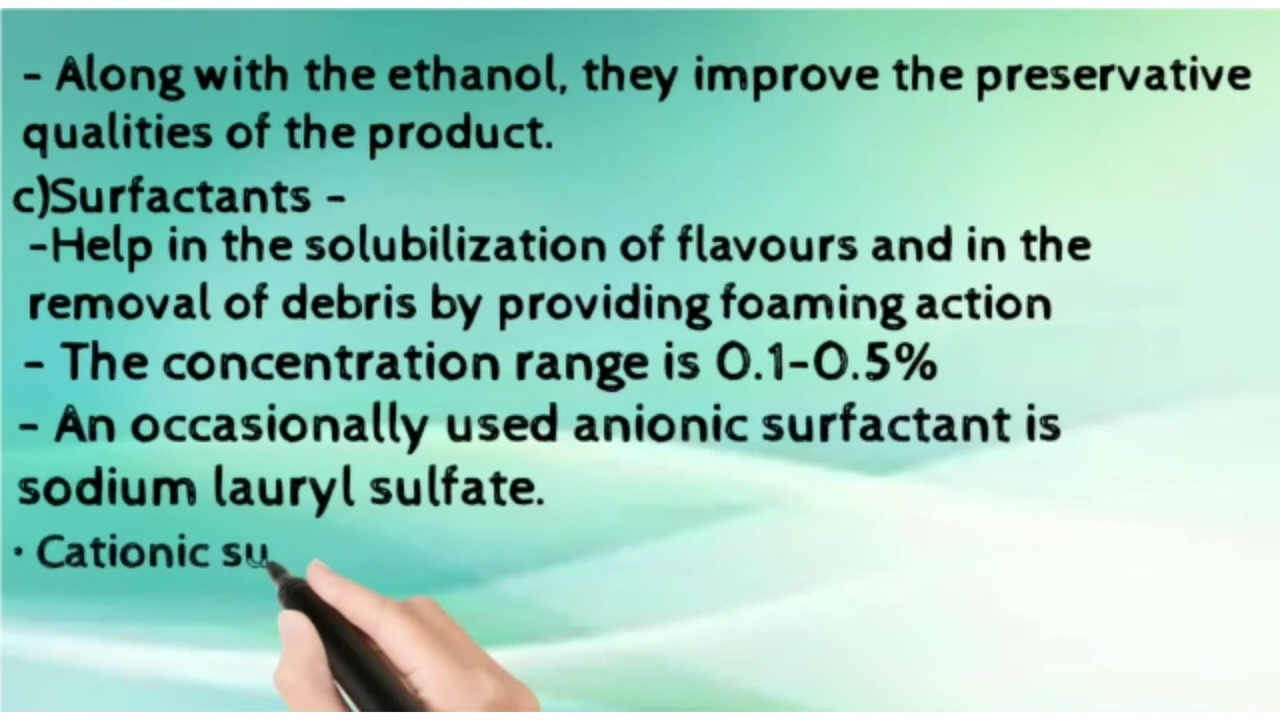 - Along with the ethanol, they improve the preservative
qualities of the product.
c)Surfactants -
-Help in the solubilization of flavours and in the
removal of debris by providing foaming action
- The concentration range is 0.1-0.5%
- An occasionally used anionic surfactant is
sodium lauryl sulfate.
· Cationic su